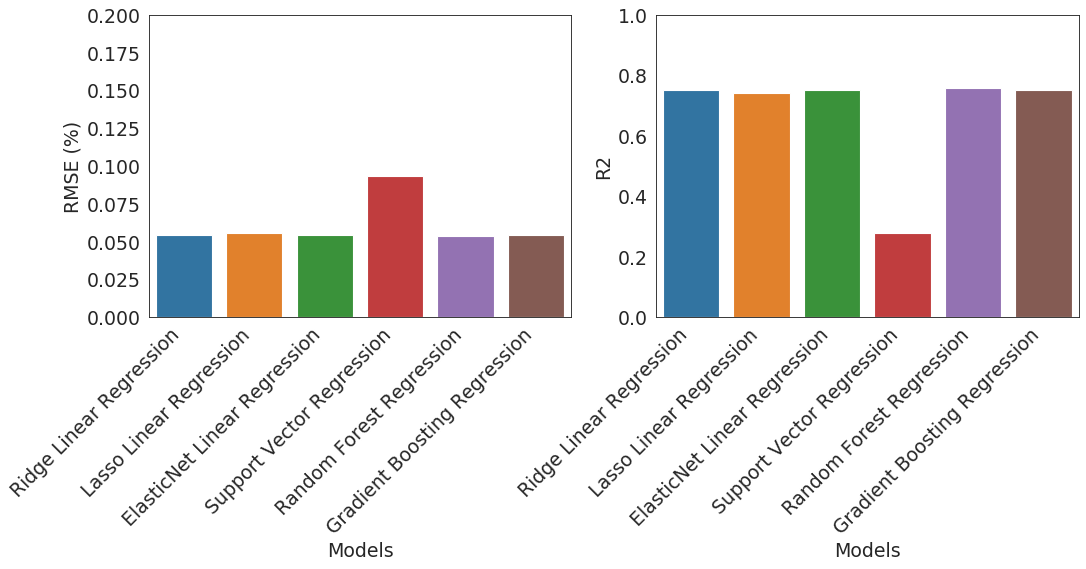 RMSE (%)
0.200
0.175
0.150
0.125
0.100
0.075
0.050
0.025
0.000
Ridge Linear Regression
Lasso Linear Regression
ElasticNet Linear Regression
Support Vector Regression
Random Forest Regression
Gradient Boosting Regression
Models
R2
1.0
0.8
0.6
0.4
0.2
0.0
Ridge Linear Regression
Lasso Linear Regression
ElasticNet Linear Regression
Support Vector Regression
Random Forest Regression
Gradient Boosting Regression
Models